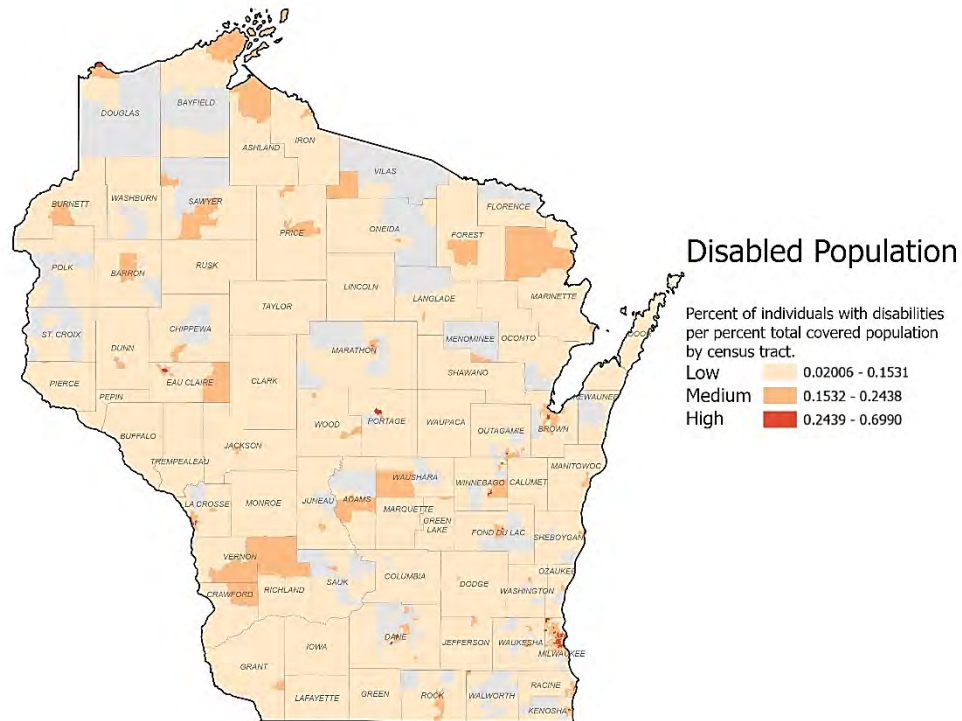 DOUGLAS
BAYFIELD
ASHLAND
IRON
VILAS
BURNETT
WASHBURN
SAWYER
PRICE
ONEIDA
FOREST
FLORENCE
POLK
BARRON
RUSK
LINCOLN
LANGLADE
MARINETTE
TAYLOR
ST. CROIX
DUNN
CHIPPEWA
MARATHON
MENOMINEE
OCONTO
SHAWANO
PIERCE
PEPIN
EAU CLAIRE
CLARK
BUFFALO
TREMPEALEAU
JACKSON
WOOD
PORTAGE
WAUPACA
OUTAGAMIE
BROWN
MANITOWOC
LA CROSSE
MONROE
JUNEAU
ADAMS
WAUSHARA
MARQUETTE
GREEN
LAKE
WINNEBAGO
CALUMET
FOND DU LAC
SHEBOYGAN
VERNON
CRAWFORD
RICHLAND
SAUK
COLUMBIA
DODGE
WASHINGTON
OZAUKEE
GRANT
IOWA
DANE
JEFFERSON
WAUKESHA
MILWAUKEE
LAFAYETTE
GREEN
ROCK
WALWORTH
RACINE
KENOSHA
Disabled Population
Percent of individuals with disabilities
per percent total covered population
by census tract.
Low 0.02006 - 0.1531
Medium 0.1532 - 0.2438
High 0.2439 - 0.6990